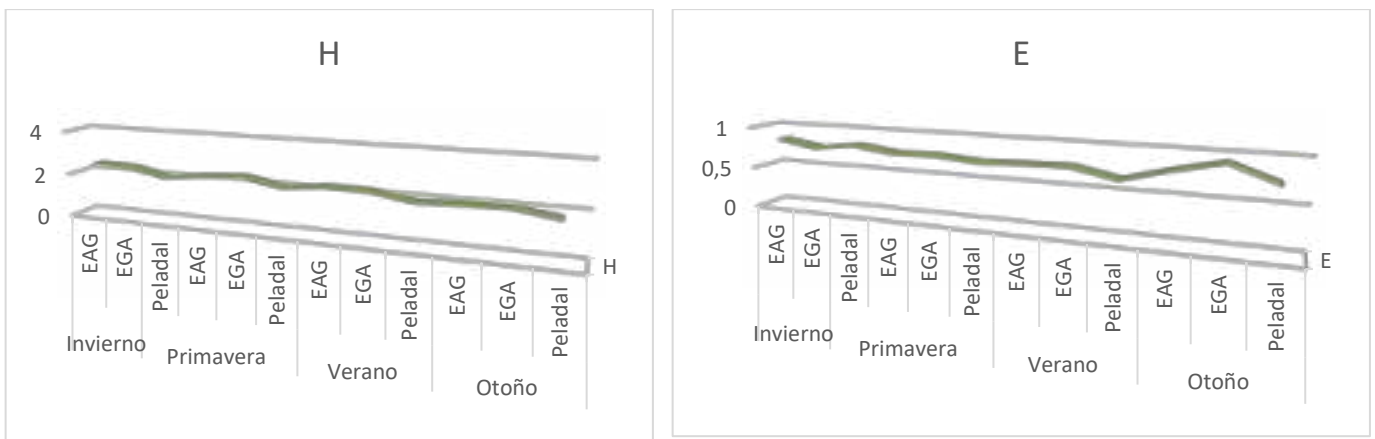 H
4
2
0
H
EAG
EGA
Peladal
EAG
EGA
Peladal
EAG
EGA
Peladal
EAG
EGA
Peladal
Invierno
Primavera
Verano
Otoño
E
1
0,5
0
E
EAG
EGA
Peladal
EAG
EGA
Peladal
EAG
EGA
Peladal
EAG
EGA
Peladal
Invierno
Primavera
Verano
Otoño